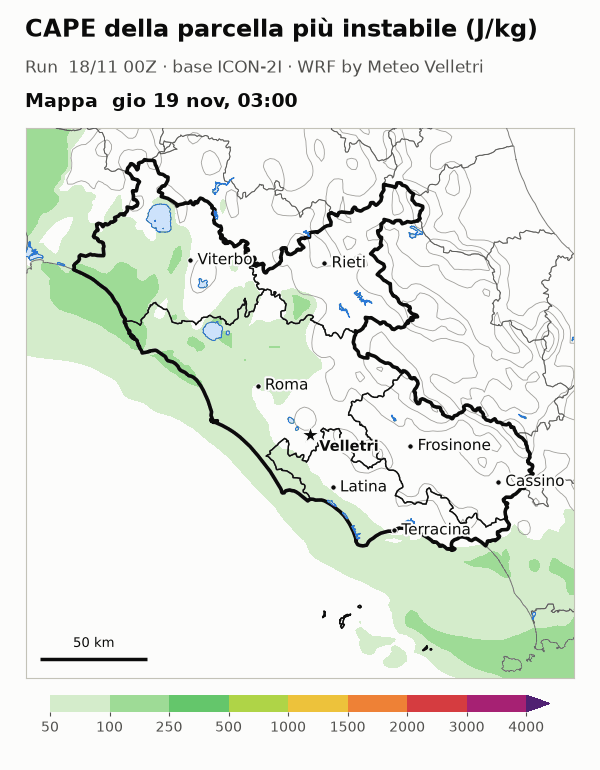 CAPE della parcella più instabile (J/kg)
Run  18/11 00Z · base ICON-2I · WRF by Meteo Velletri
Mappa  gio 19 nov, 03:00
Viterbo
Rieti
Roma
Velletri
Frosinone
Cassino
Latina
Terracina
50 km
50 100 250 500 1000 1500 2000 3000 4000